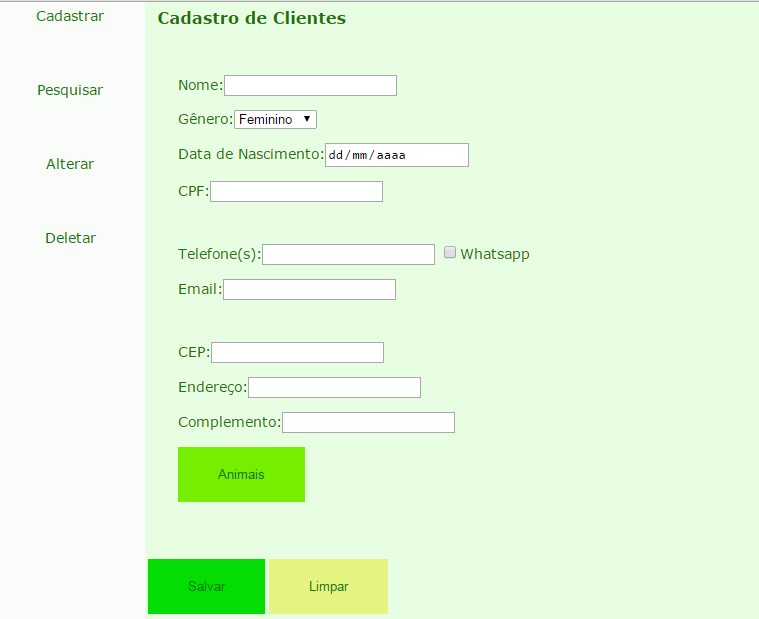 Cadastrar
Pesquisar
Alterar
Deletar
Cadastro de Clientes
Nome:
Gênero: Feminino
Data de Nascimento: dd/mm/aaaa
CPF:
Telefone(s): Whatsapp
Email:
CEP:
Endereço:
Complemento:
Animais
Salvar Limpar